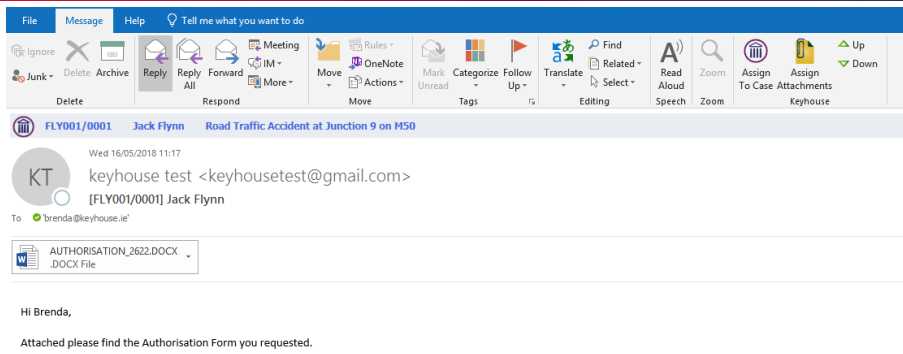 File Message Help Tell me what you want to do
Ignore Meeting Rules Find Up
Junk Delete Archive Reply Reply All Forward IM More Move OneNote Actions Mark Unread Categorize Follow Up Translate Related Select Read Aloud Zoom Assign To Case Assign Attachments Down
Delete Respond Move Tags Editing Speech Zoom Keyhouse
FLY001/0001 Jack Flynn Road Traffic Accident at Junction 9 on M50
Wed 16/05/2018 11:17
KT keyhouse test <keyhousetest@gmail.com>
[FLY001/0001] Jack Flynn
To 'brenda@keyhouse.ie'
AUTHORISATION_2622.DOCX
.DOCX File
Hi Brenda,
Attached please find the Authorisation Form you requested.